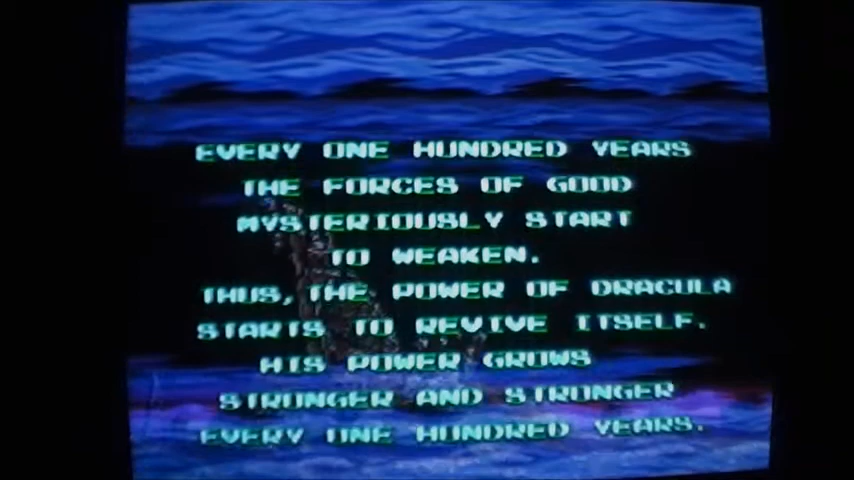 EVERY ONE HUNDRED YEARS
THE FORCES OF GOOD
MYSTERIOUSLY START
TO WEAKEN.
THUS, THE POWER OF DRACULA
STARTS TO REVIVE ITSELF.
HIS POWER GROWS
STRONGER AND STRONGER
EVERY ONE HUNDRED YEARS.